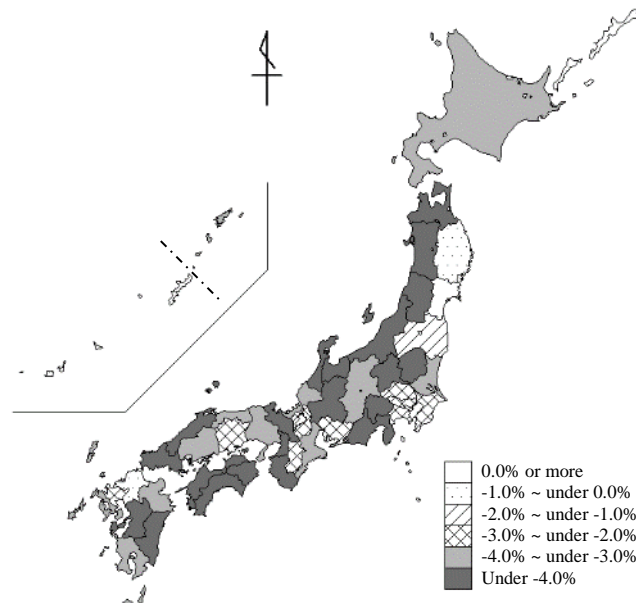 0.0% or more
-1.0% ~ under 0.0%
-2.0% ~ under -1.0%
-3.0% ~ under -2.0%
-4.0% ~ under -3.0%
Under -4.0%